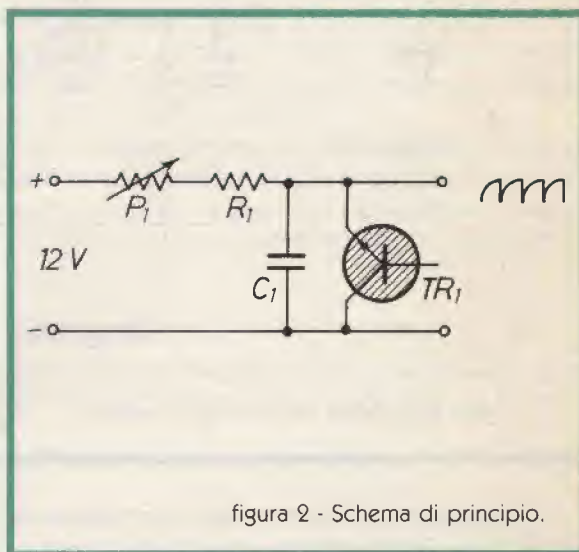 +
P₁
R₁
12 V
C₁
TR₁
-
figura 2 - Schema di principio.